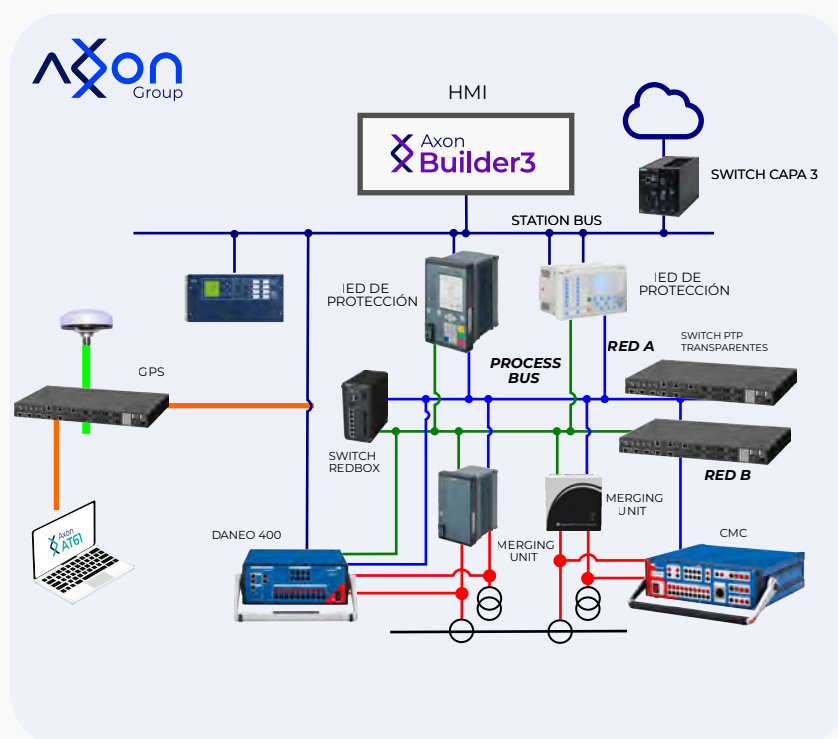 AXon
Group
HMI
Axon
Builder3
SWITCH CAPA 3
STATION BUS
IED DE
PROTECCIÓN
IED DE
PROTECCIÓN
GPS
RED A
SWITCH PTP
TRANSPARENTES
PROCESS
BUS
SWITCH
REDBOX
RED B
Axon
AT61
DANEO 400
MERGING
UNIT
MERGING
UNIT
CMC